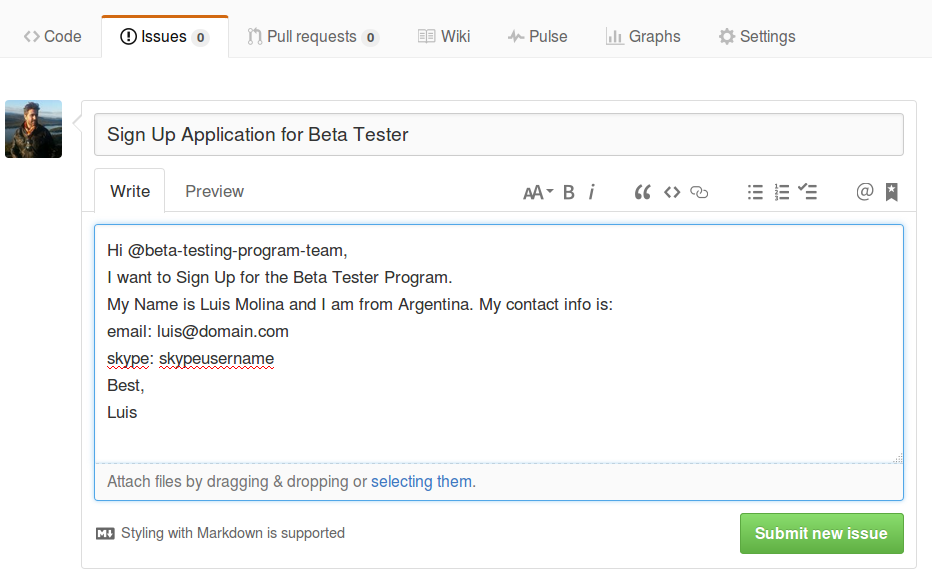 Code Issues 0 Pull requests 0 Wiki Pulse Graphs Settings
Sign Up Application for Beta Tester
Write Preview AA B i @
Hi @beta-testing-program-team,
I want to Sign Up for the Beta Tester Program.
My Name is Luis Molina and I am from Argentina. My contact info is:
email: luis@domain.com
skype: skypeusername
Best,
Luis
Attach files by dragging & dropping or selecting them.
Styling with Markdown is supported
Submit new issue